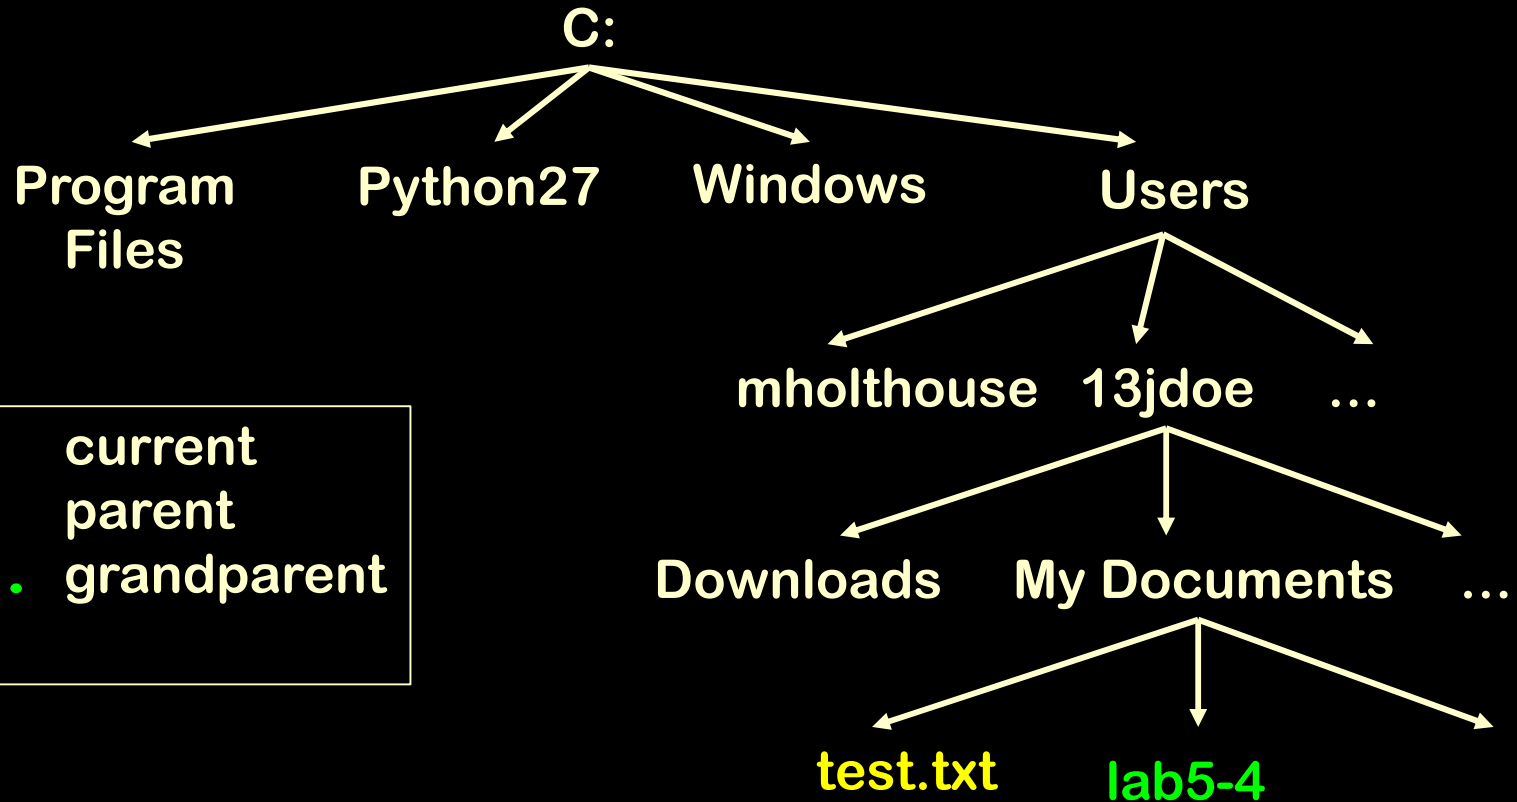 C:
Program Python27 Windows Users
Files
mholthouse 13jdoe …
current
parent
. grandparent
Downloads My Documents …
test.txt lab5-4